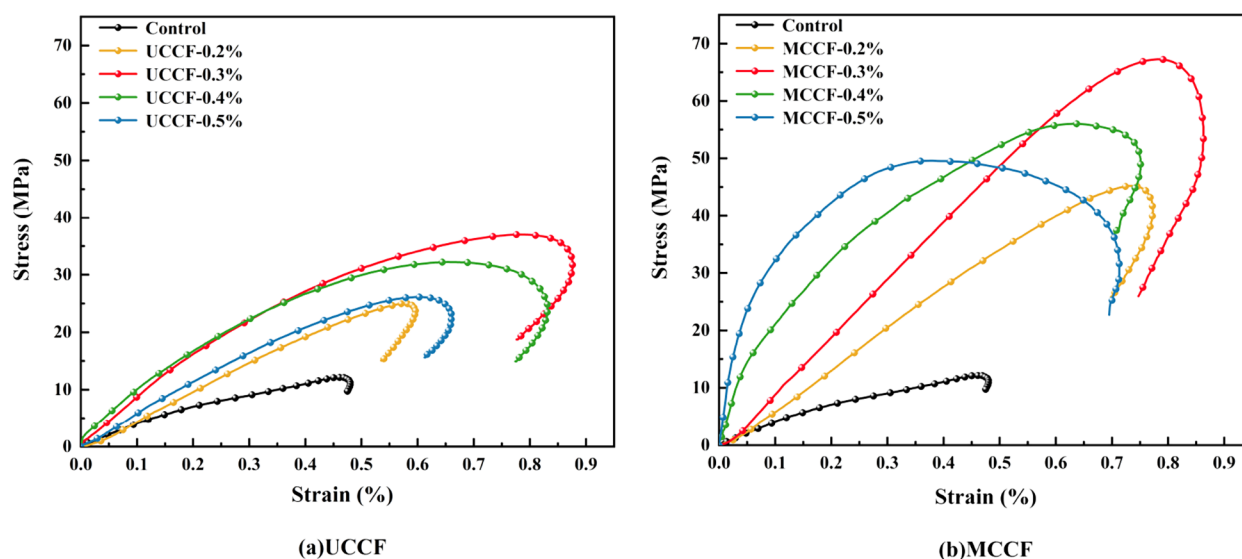 Control
UCCF-0.2%
UCCF-0.3%
UCCF-0.4%
UCCF-0.5%
70
60
50
40
30
20
10
0
Stress (MPa)
0.0 0.1 0.2 0.3 0.4 0.5 0.6 0.7 0.8 0.9
Strain (%)
(a)UCCF
Control
MCCF-0.2%
MCCF-0.3%
MCCF-0.4%
MCCF-0.5%
70
60
50
40
30
20
10
0
Stress (MPa)
0.0 0.1 0.2 0.3 0.4 0.5 0.6 0.7 0.8 0.9
Strain (%)
(b)MCCF